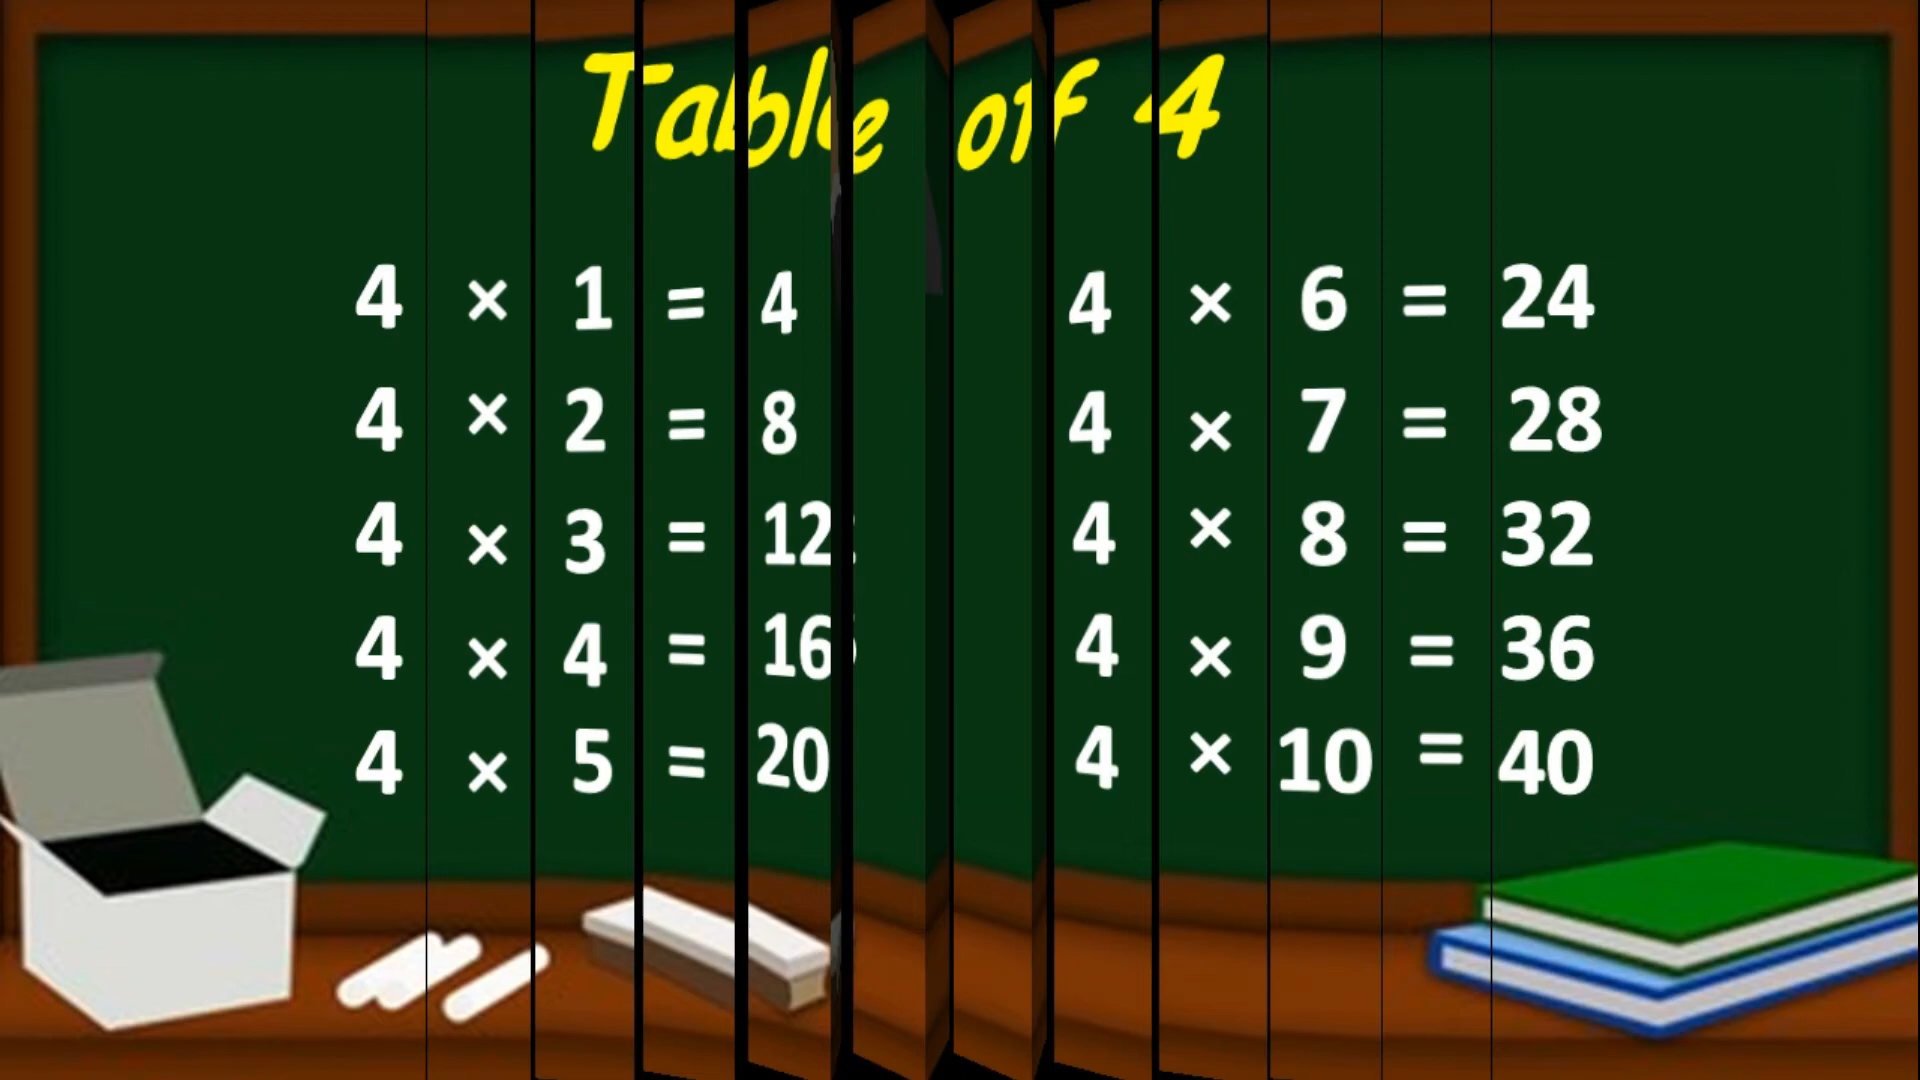 Table of 4
4 × 1 = 4
4 × 2 = 8
4 × 3 = 12
4 × 4 = 16
4 × 5 = 20
4 × 6 = 24
4 × 7 = 28
4 × 8 = 32
4 × 9 = 36
4 × 10 = 40